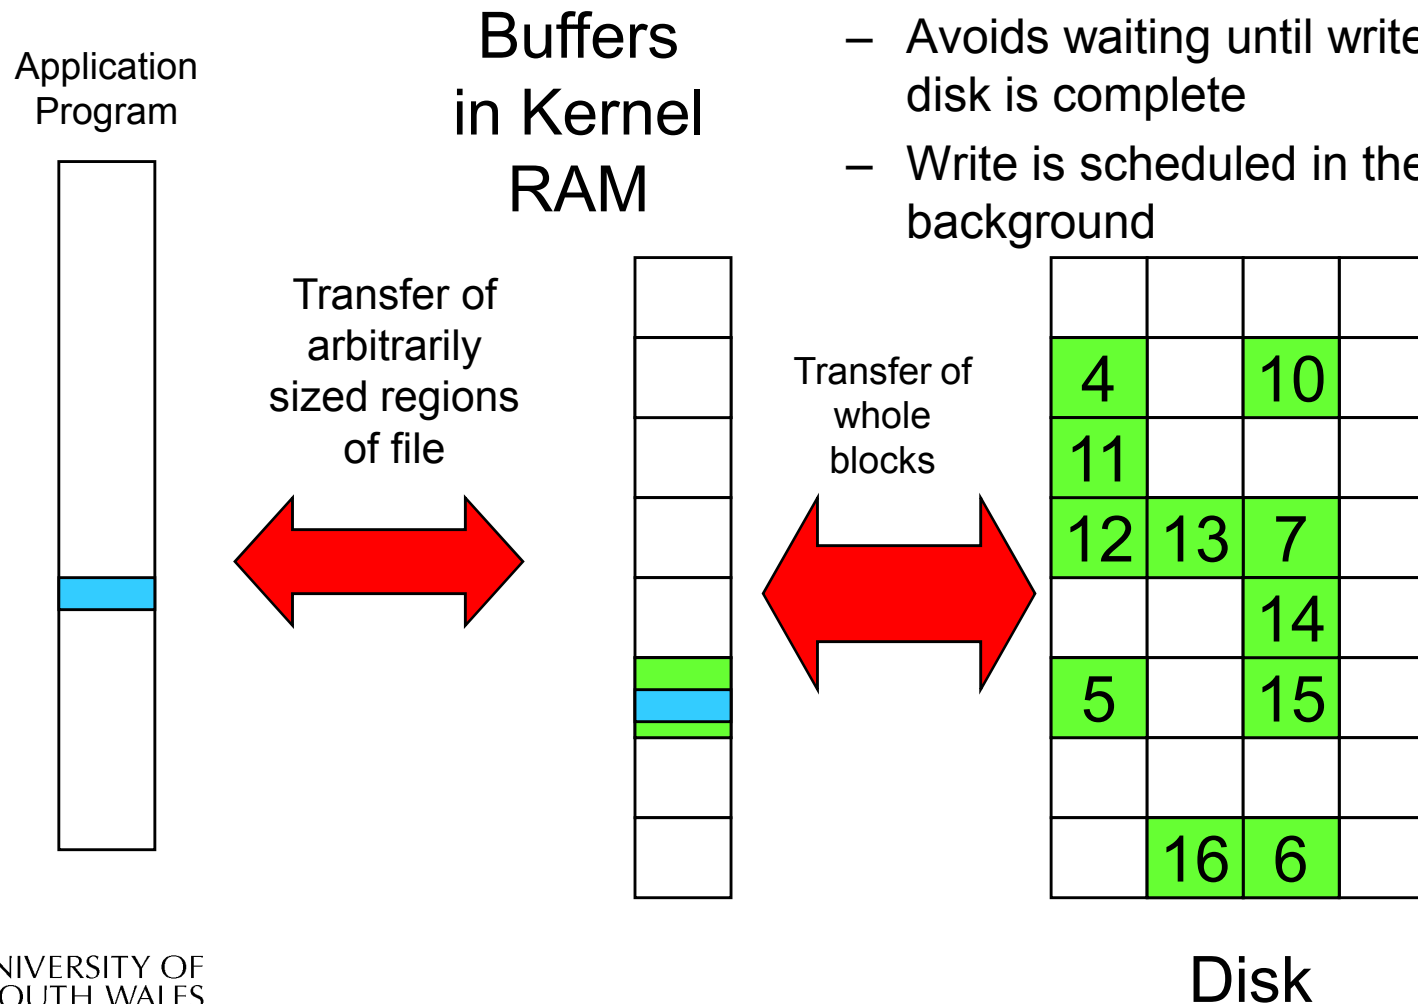 Application
Program
Buffers
in Kernel
RAM
– Avoids waiting until write
disk is complete
– Write is scheduled in the
background
Transfer of
arbitrarily
sized regions
of file
Transfer of
whole
blocks
4 10
11
12 13 7
14
5 15
16 6
Disk
NIVERSITY OF
OUTH WALES